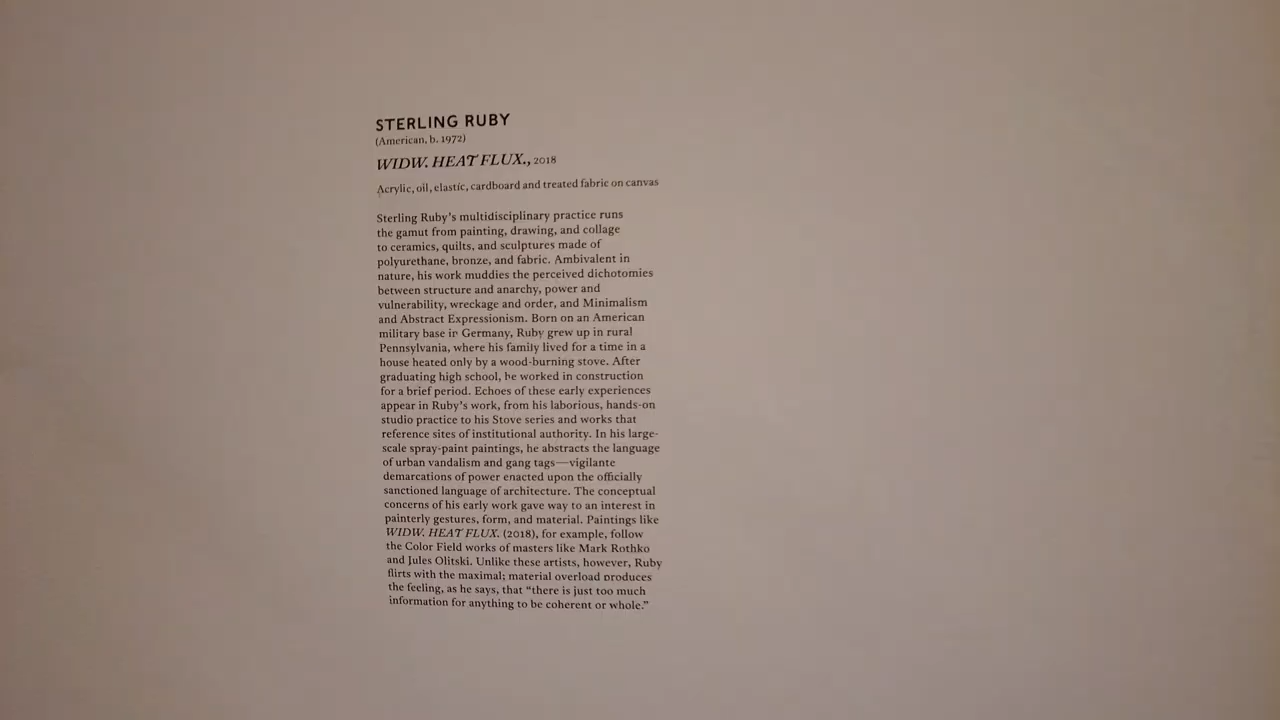 STERLING RUBY
(American, b. 1972)
WIDW. HEAT FLUX., 2018
Acrylic, oil, elastic, cardboard and treated fabric on canvas
Sterling Ruby's multidisciplinary practice runs
the gamut from painting, drawing, and collage
to ceramics, quilts, and sculptures made of
polyurethane, bronze, and fabric. Ambivalent in
nature, his work muddies the perceived dichotomies
between structure and anarchy, power and
vulnerability, wreckage and order, and Minimalism
and Abstract Expressionism. Born on an American
military base in Germany, Ruby grew up in rural
Pennsylvania, where his family lived for a time in a
house heated only by a wood-burning stove. After
graduating high school, he worked in construction
for a brief period. Echoes of these early experiences
appear in Ruby's work, from his laborious, hands-on
studio practice to his Stove series and works that
reference sites of institutional authority. In his large-
scale spray-paint paintings, he abstracts the language
of urban vandalism and gang tags—vigilante
demarcations of power enacted upon the officially
sanctioned language of architecture. The conceptual
concerns of his early work gave way to an interest in
painterly gestures, form, and material. Paintings like
WIDW. HEAT FLUX. (2018), for example, follow
the Color Field works of masters like Mark Rothko
and Jules Olitski. Unlike these artists, however, Ruby
flirts with the maximal; material overload produces
the feeling, as he says, that “there is just too much
information for anything to be coherent or whole.”